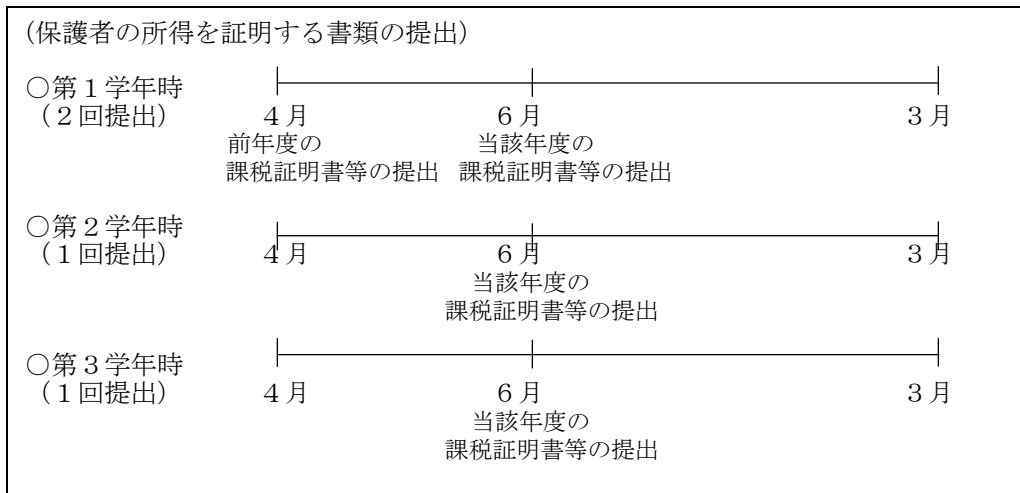 (保護者の所得を証明する書類の提出)
○第1学年時
(2回提出)
4月 6月 3月
前年度の 当該年度の
課税証明書等の提出 課税証明書等の提出
○第2学年時
(1回提出)
4月 6月 3月
当該年度の
課税証明書等の提出
○第3学年時
(1回提出)
4月 6月 3月
当該年度の
課税証明書等の提出